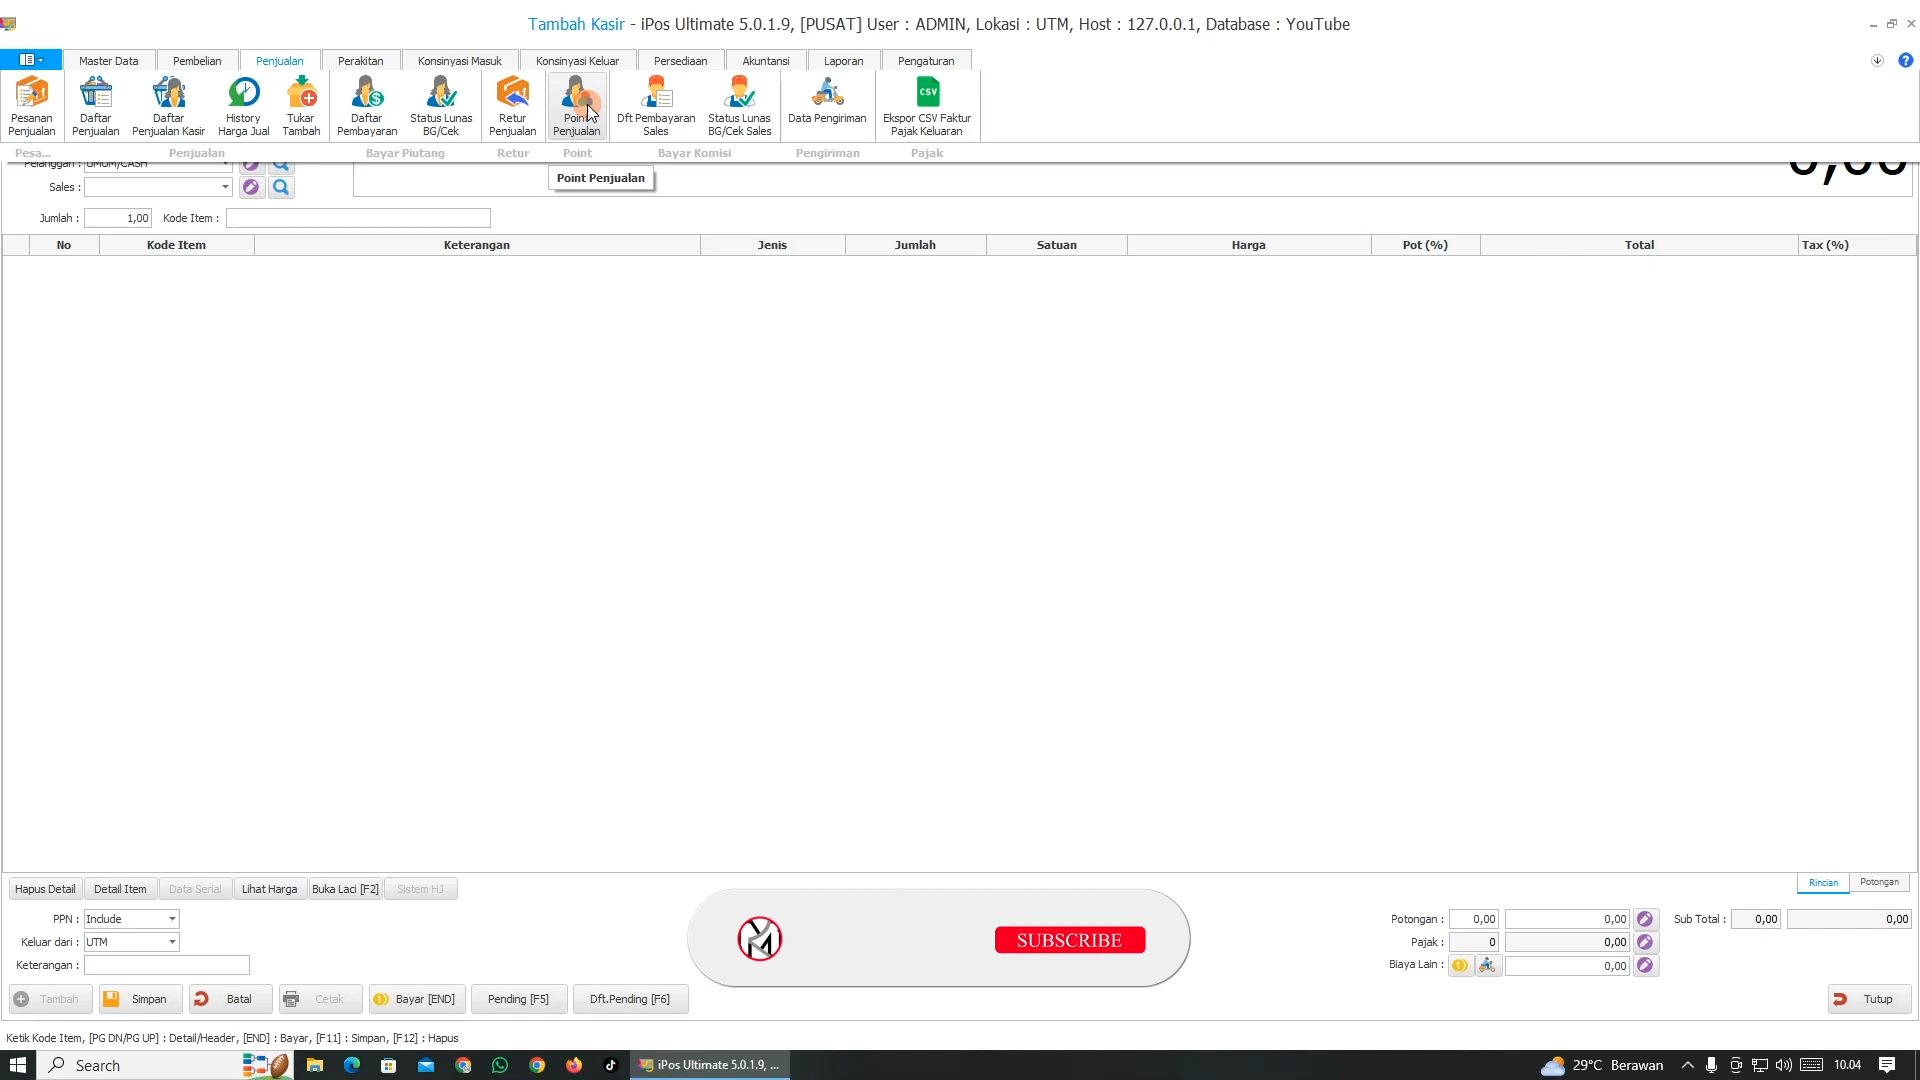 Tambah Kasir - iPos Ultimate 5.0.1.9, [PUSAT] User : ADMIN, Lokasi : UTM, Host : 127.0.0.1, Database : YouTube
Master Data Pembelian Penjualan Perakitan Konsinyasi Masuk Konsinyasi Keluar Persediaan Akuntansi Laporan Pengaturan
Pesanan Penjualan
Daftar Penjualan
Daftar Penjualan Kasir
History Harga Jual
Tukar Tambah
Daftar Pembayaran
Status Lunas BG/Cek
Retur Penjualan
Point Penjualan
Dft Pembayaran Sales
Status Lunas BG/Cek Sales
Data Pengiriman
CSV
Ekspor CSV Faktur Pajak Keluaran
Pesa... Penjualan Bayar Piutang Retur Point Bayar Komisi Pengiriman Pajak
Pelanggan : UMUM/CASH
0,00
Point Penjualan
Sales :
Jumlah : 1,00 Kode Item :
No Kode Item Keterangan Jenis Jumlah Satuan Harga Pot (%) Total Tax (%)
Hapus Detail Detail Item Data Serial Lihat Harga Buka Laci [F2] Sistem HJ
Rincian Potongan
PPN : Include
Keluar dari : UTM
Keterangan :
SUBSCRIBE
Potongan : 0,00 0,00 Sub Total : 0,00 0,00
Pajak : 0 0,00
Biaya Lain : 0,00
Tambah Simpan Batal Cetak Bayar [END] Pending [F5] Dft.Pending [F6] Tutup
Ketik Kode Item, [PG DN/PG UP] : Detail/Header, [END] : Bayar, [F11] : Simpan, [F12] : Hapus
Search iPos Ultimate 5.0.1.9, ... 29°C Berawan 10.04